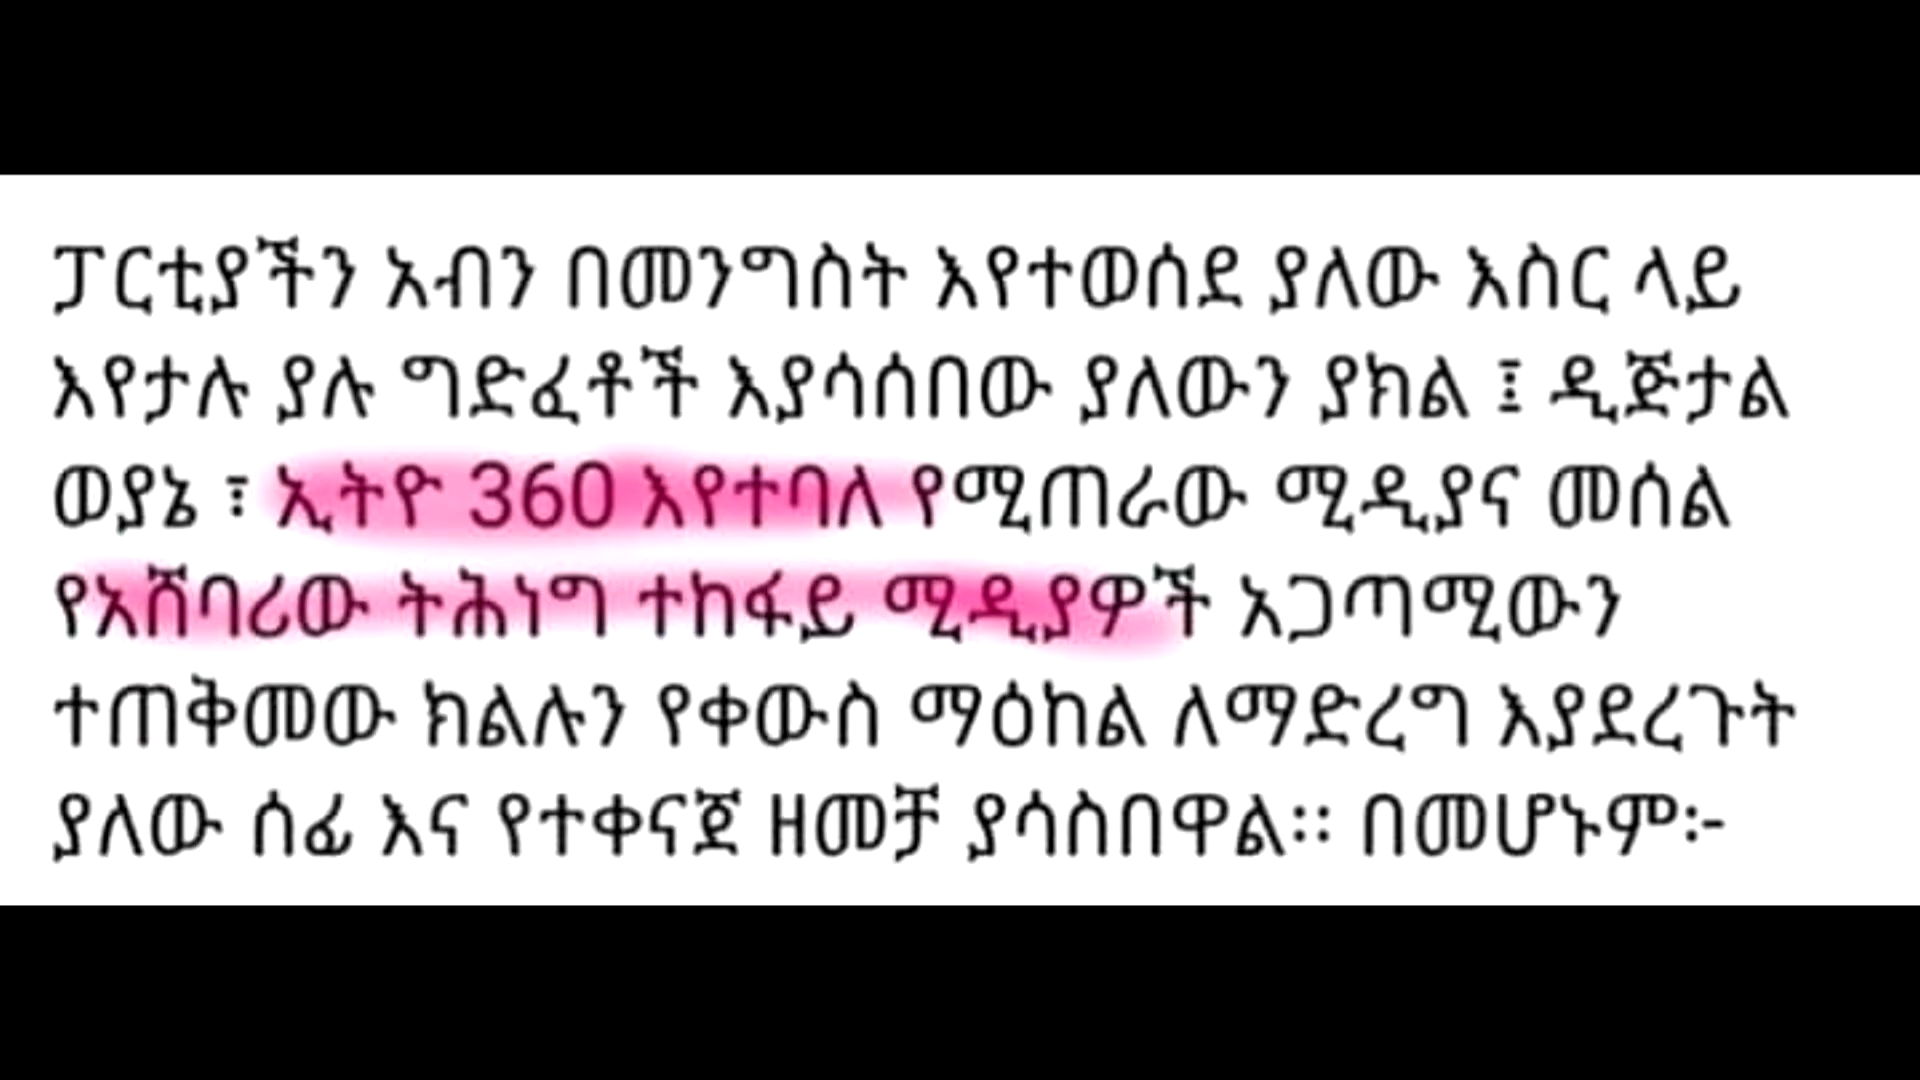 ፓርቲያችን አብን በመንግስት እየተወሰደ ያለው እስር ላይ
እየታሉ ያሉ ግድፈቶች እያሳሰበው ያለውን ያክል ፤ ዲጅታል
ወያኔ ፣ ኢትዮ 360 እየተባለ የሚጠራው ሚዲያና መሰል
የአሸባሪው ትሕነግ ተከፋይ ሚዲያዎች አጋጣሚውን
ተጠቅመው ክልሉን የቀውስ ማዕከል ለማድረግ እያደረጉት
ያለው ሰፊ እና የተቀናጀ ዘመቻ ያሳስበዋል። በመሆኑም፦